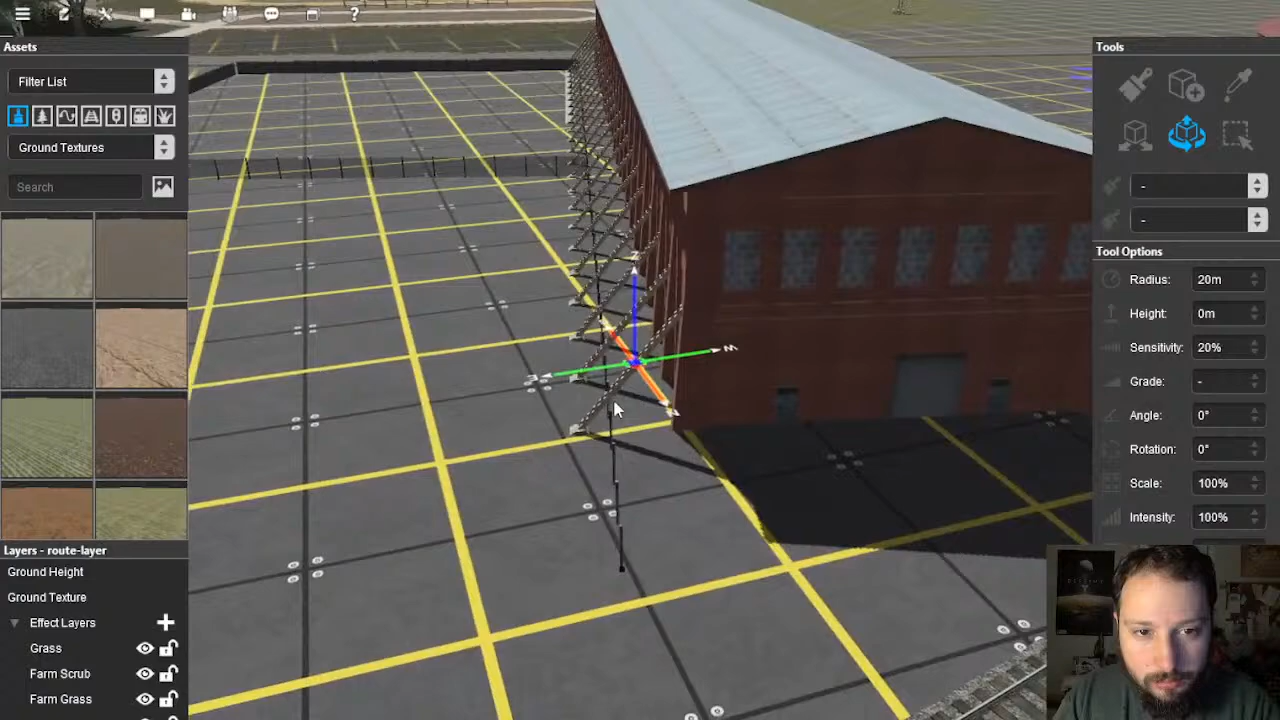 ?
Assets
Filter List
Ground Textures
Search
Layers - route-layer
Ground Height
Ground Texture
Effect Layers
Grass
Farm Scrub
Farm Grass
Tools
-
-
Tool Options
Radius: 20m
Height: 0m
Sensitivity: 20%
Grade: -
Angle: 0°
Rotation: 0°
Scale: 100%
Intensity: 100%